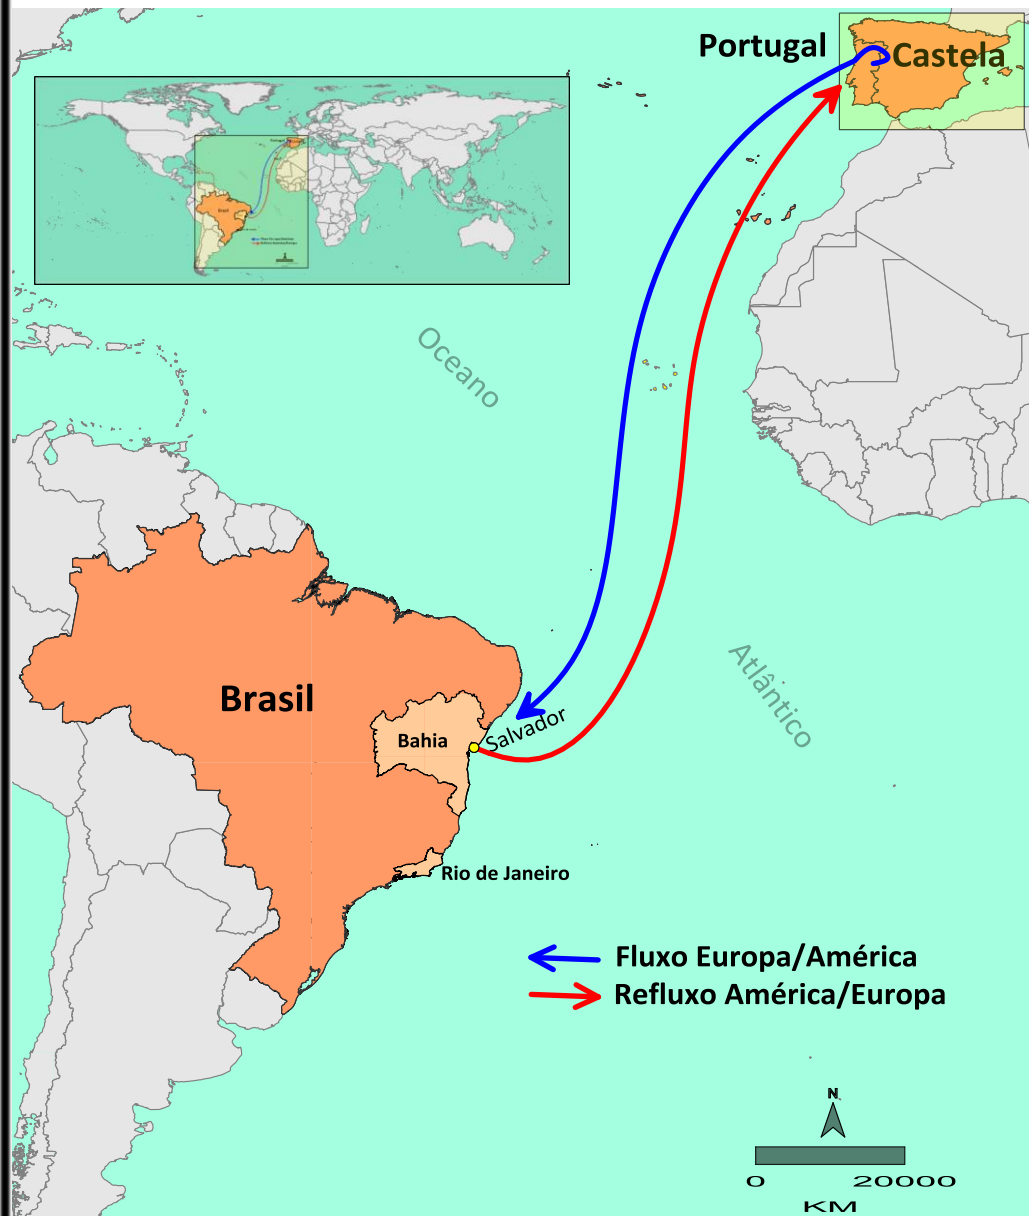 Portugal
Castela
Oceano
Atlântico
Brasil
Bahia
Salvador
Rio de Janeiro
Fluxo Europa/América
Refluxo América/Europa
N
0 20000
KM